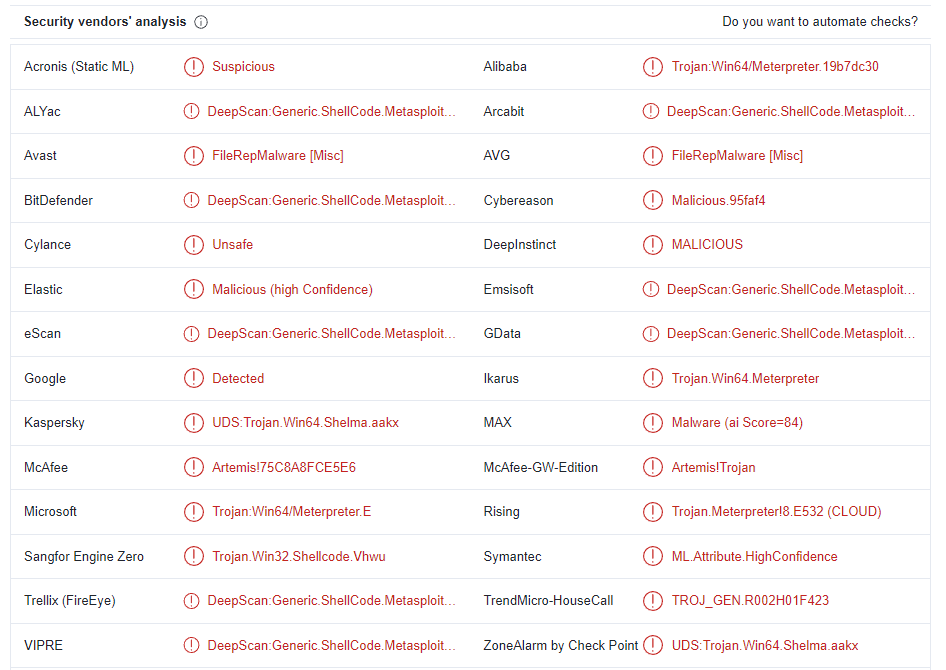 Security vendors' analysis Do you want to automate checks?
Acronis (Static ML) Suspicious Alibaba Trojan:Win64/Meterpreter.19b7dc30
ALYac DeepScan:Generic.ShellCode.Metasploit... Arcabit DeepScan:Generic.ShellCode.Metasploit...
Avast FileRepMalware [Misc] AVG FileRepMalware [Misc]
BitDefender DeepScan:Generic.ShellCode.Metasploit... Cybereason Malicious.95faf4
Cylance Unsafe DeepInstinct MALICIOUS
Elastic Malicious (high Confidence) Emsisoft DeepScan:Generic.ShellCode.Metasploit...
eScan DeepScan:Generic.ShellCode.Metasploit... GData DeepScan:Generic.ShellCode.Metasploit...
Google Detected Ikarus Trojan.Win64.Meterpreter
Kaspersky UDS:Trojan.Win64.Shelma.aakx MAX Malware (ai Score=84)
McAfee Artemis!75C8A8FCE5E6 McAfee-GW-Edition Artemis!Trojan
Microsoft Trojan:Win64/Meterpreter.E Rising Trojan.Meterpreter!8.E532 (CLOUD)
Sangfor Engine Zero Trojan.Win32.Shellcode.Vhwu Symantec ML.Attribute.HighConfidence
Trellix (FireEye) DeepScan:Generic.ShellCode.Metasploit... TrendMicro-HouseCall TROJ_GEN.R002H01F423
VIPRE DeepScan:Generic.ShellCode.Metasploit... ZoneAlarm by Check Point UDS:Trojan.Win64.Shelma.aakx